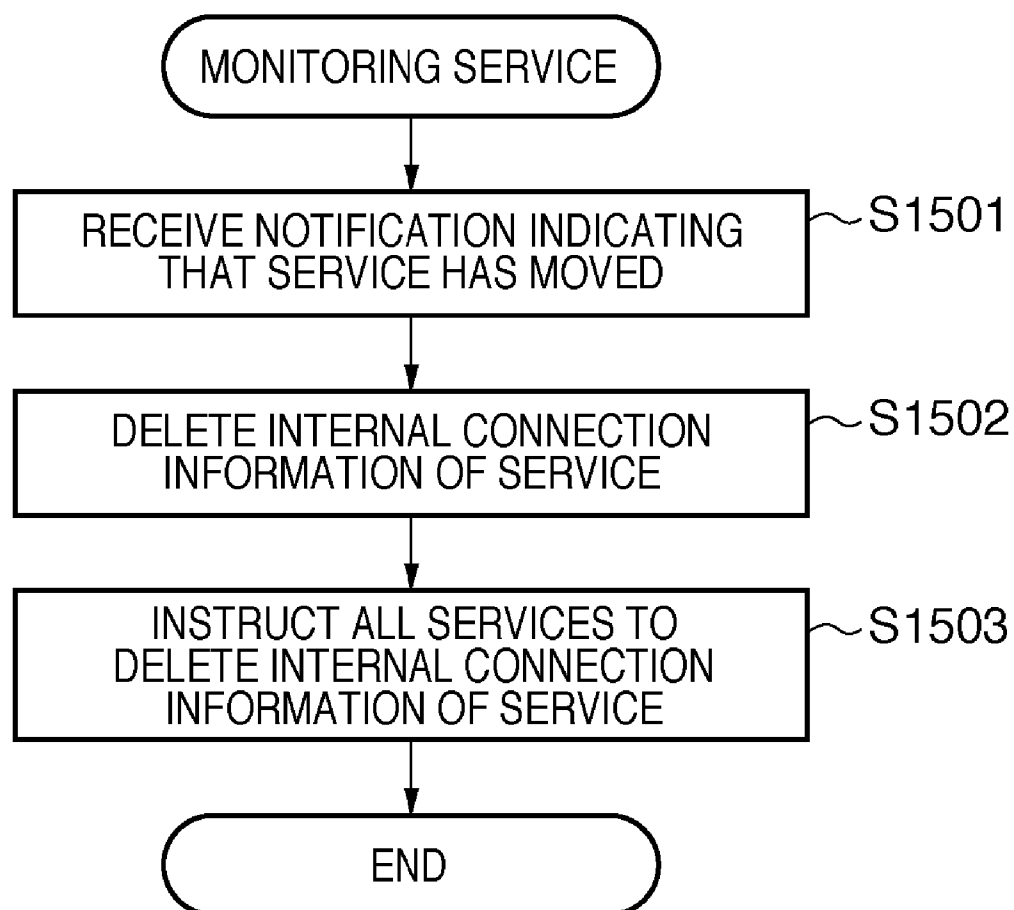 MONITORING SERVICE
RECEIVE NOTIFICATION INDICATING
THAT SERVICE HAS MOVED
S1501
DELETE INTERNAL CONNECTION
INFORMATION OF SERVICE
S1502
INSTRUCT ALL SERVICES TO
DELETE INTERNAL CONNECTION
INFORMATION OF SERVICE
S1503
END